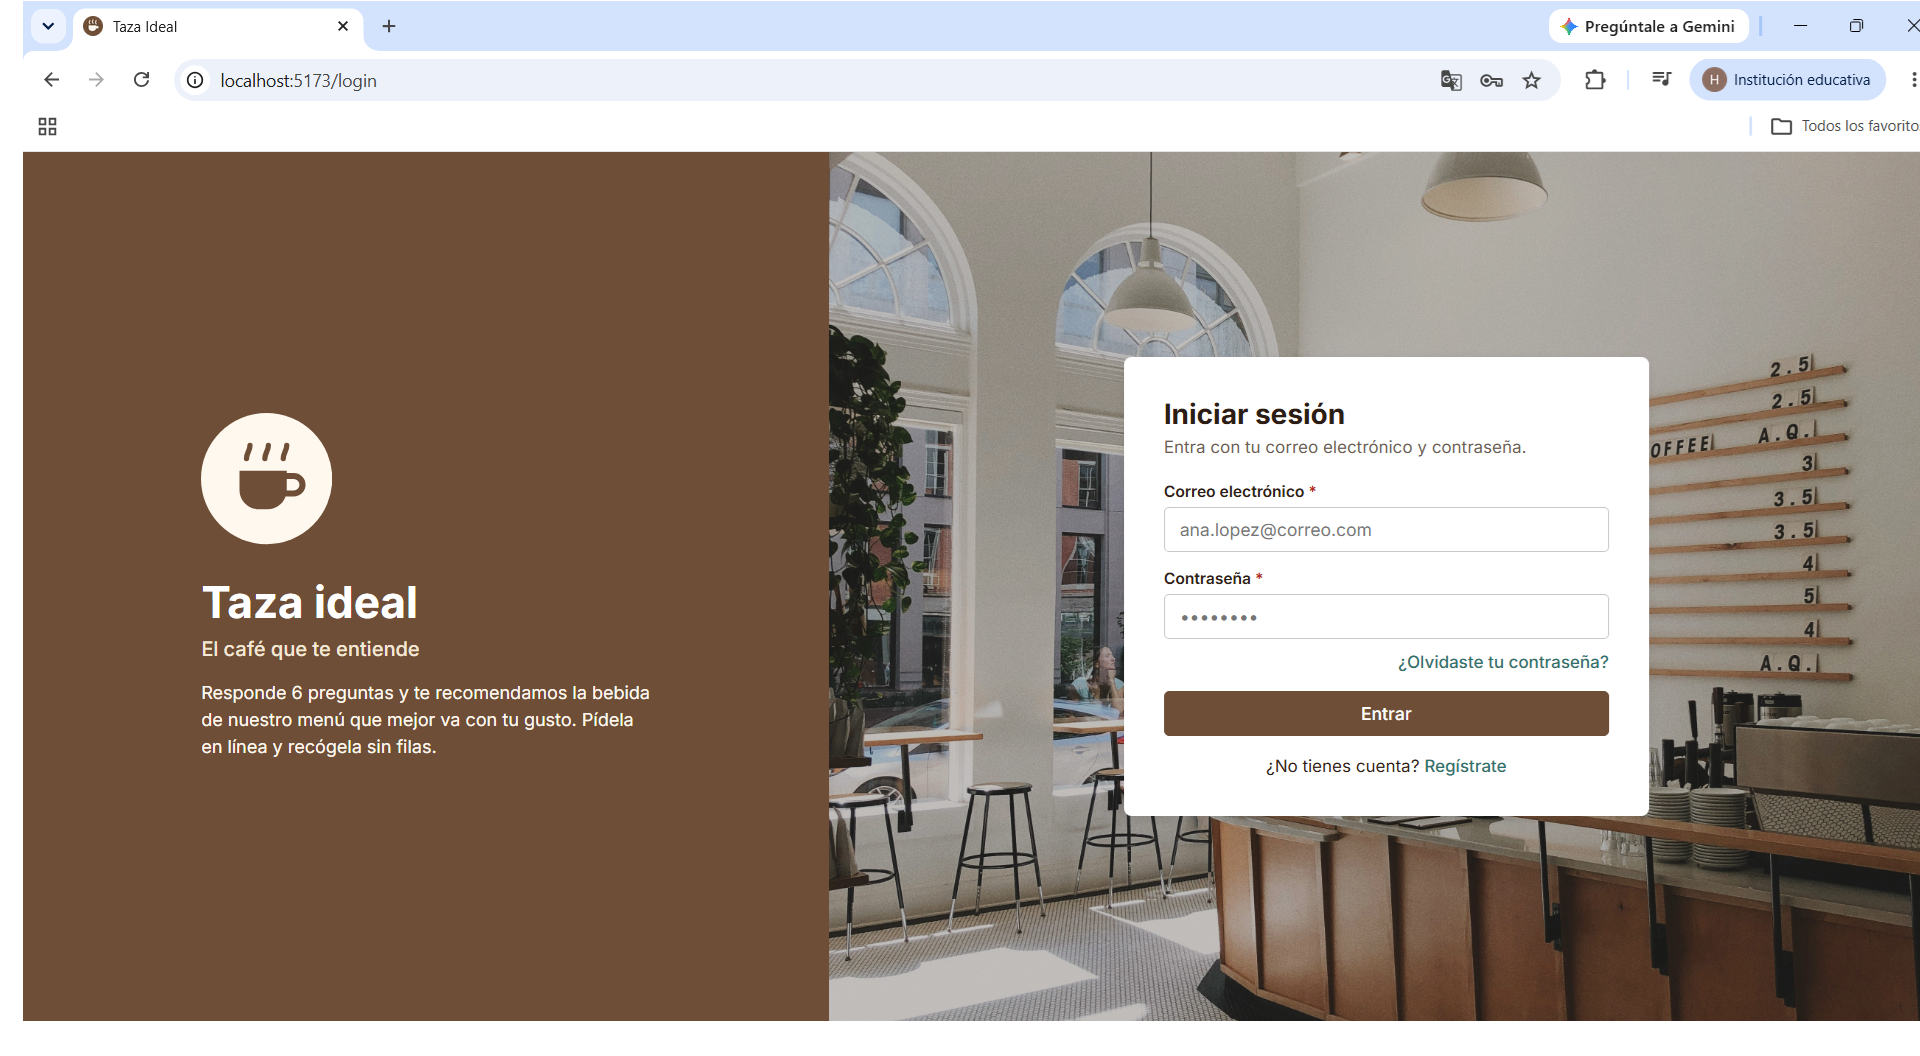 Taza Ideal
Pregúntale a Gemini
localhost:5173/login
H Institución educativa
Todos los favorito
Taza ideal
El café que te entiende
Responde 6 preguntas y te recomendamos la bebida
de nuestro menú que mejor va con tu gusto. Pídela
en línea y recógela sin filas.
Iniciar sesión
Entra con tu correo electrónico y contraseña.
Correo electrónico *
ana.lopez@correo.com
Contraseña *
••••••••
¿Olvidaste tu contraseña?
Entrar
¿No tienes cuenta? Regístrate
2.5
2.5
OFFEE A.Q.
3
3.5
3.5
4
5
4
A.Q.